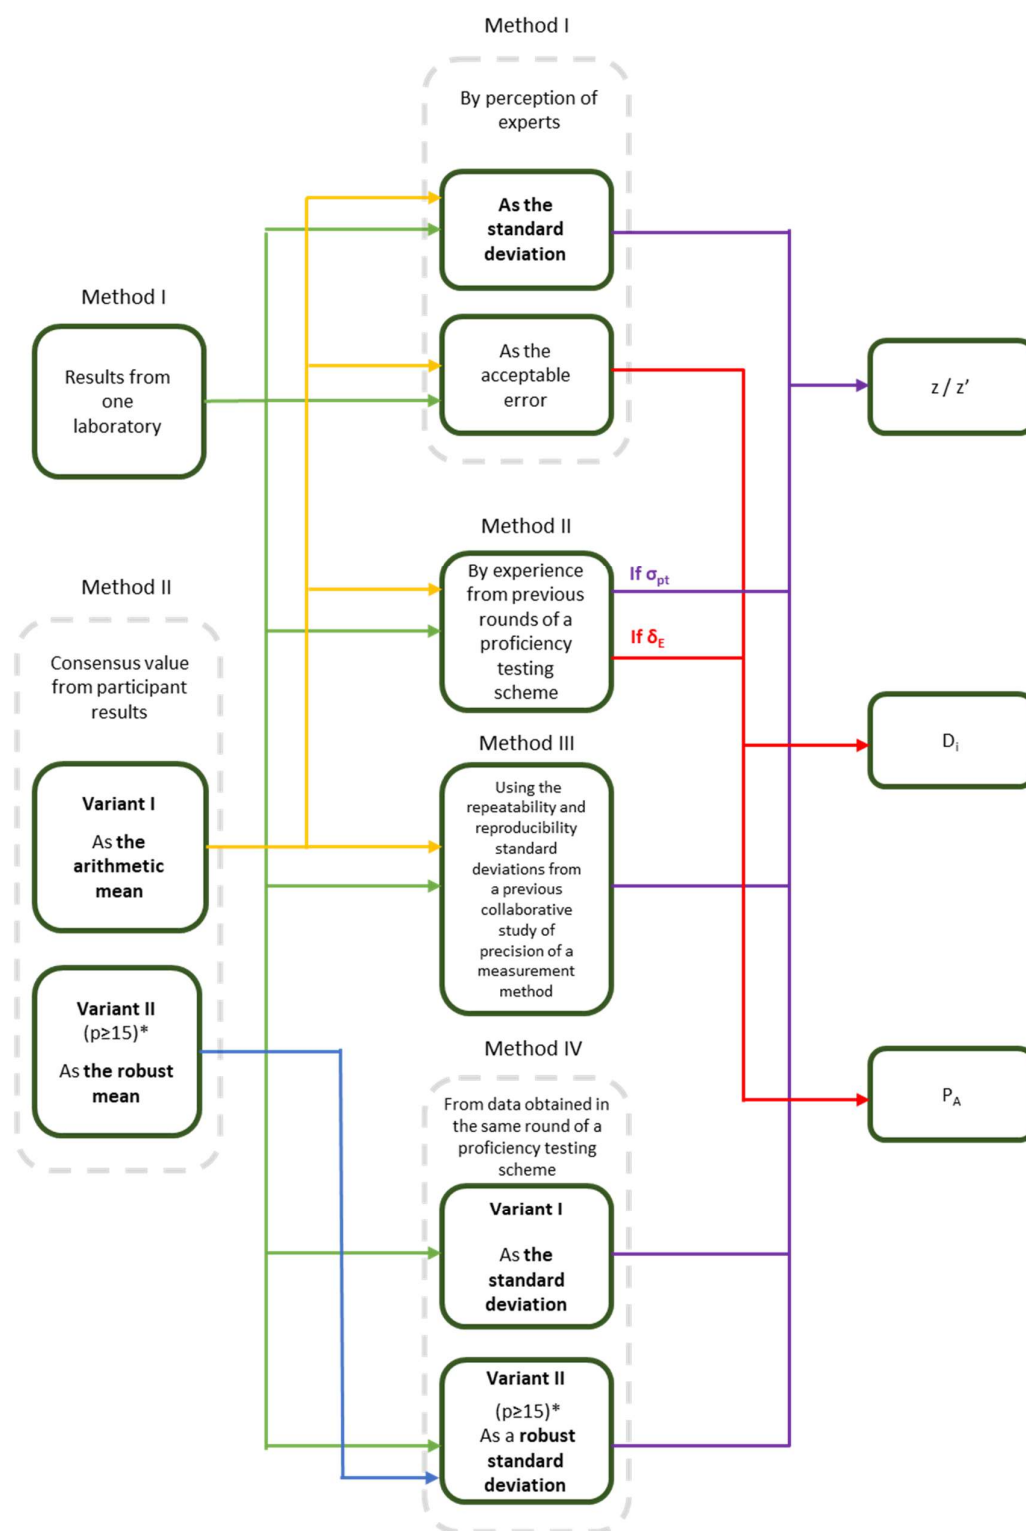 Method I
Results from
one
laboratory
Method II
Consensus value
from participant
results
Variant I
As the
arithmetic
mean
Variant II
(p≥15)*
As the robust
mean
Method I
By perception of
experts
As the
standard
deviation
As the
acceptable
error
Method II
By experience
from previous
rounds of a
proficiency
testing
scheme
If σpt
If δE
Method III
Using the
repeatability and
reproducibility
standard
deviations from
a previous
collaborative
study of
precision of a
measurement
method
Method IV
From data obtained in
the same round of a
proficiency testing
scheme
Variant I
As the
standard
deviation
Variant II
(p≥15)*
As a robust
standard
deviation
z / z’
Di
PA